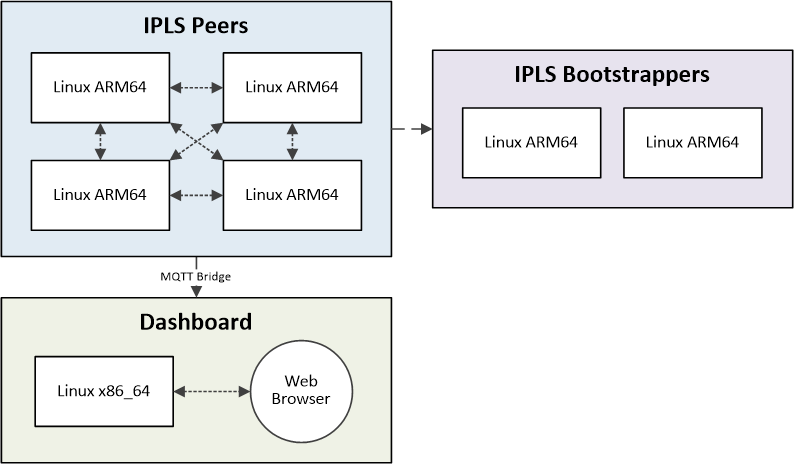 IPLS Peers
Linux ARM64
Linux ARM64
Linux ARM64
Linux ARM64
IPLS Bootstrappers
Linux ARM64
Linux ARM64
MQTT Bridge
Dashboard
Linux x86_64
Web
Browser